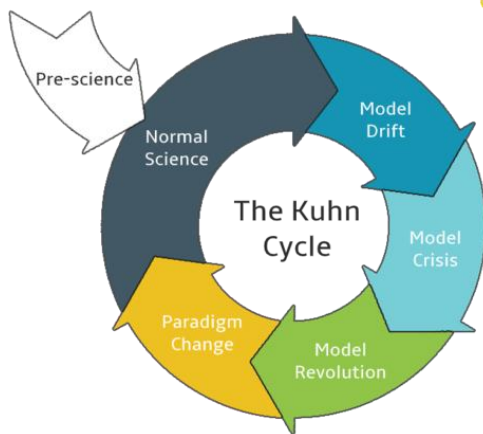 Pre-science
Normal
Science
Model
Drift
Model
Crisis
Model
Revolution
Paradigm
Change
The Kuhn
Cycle